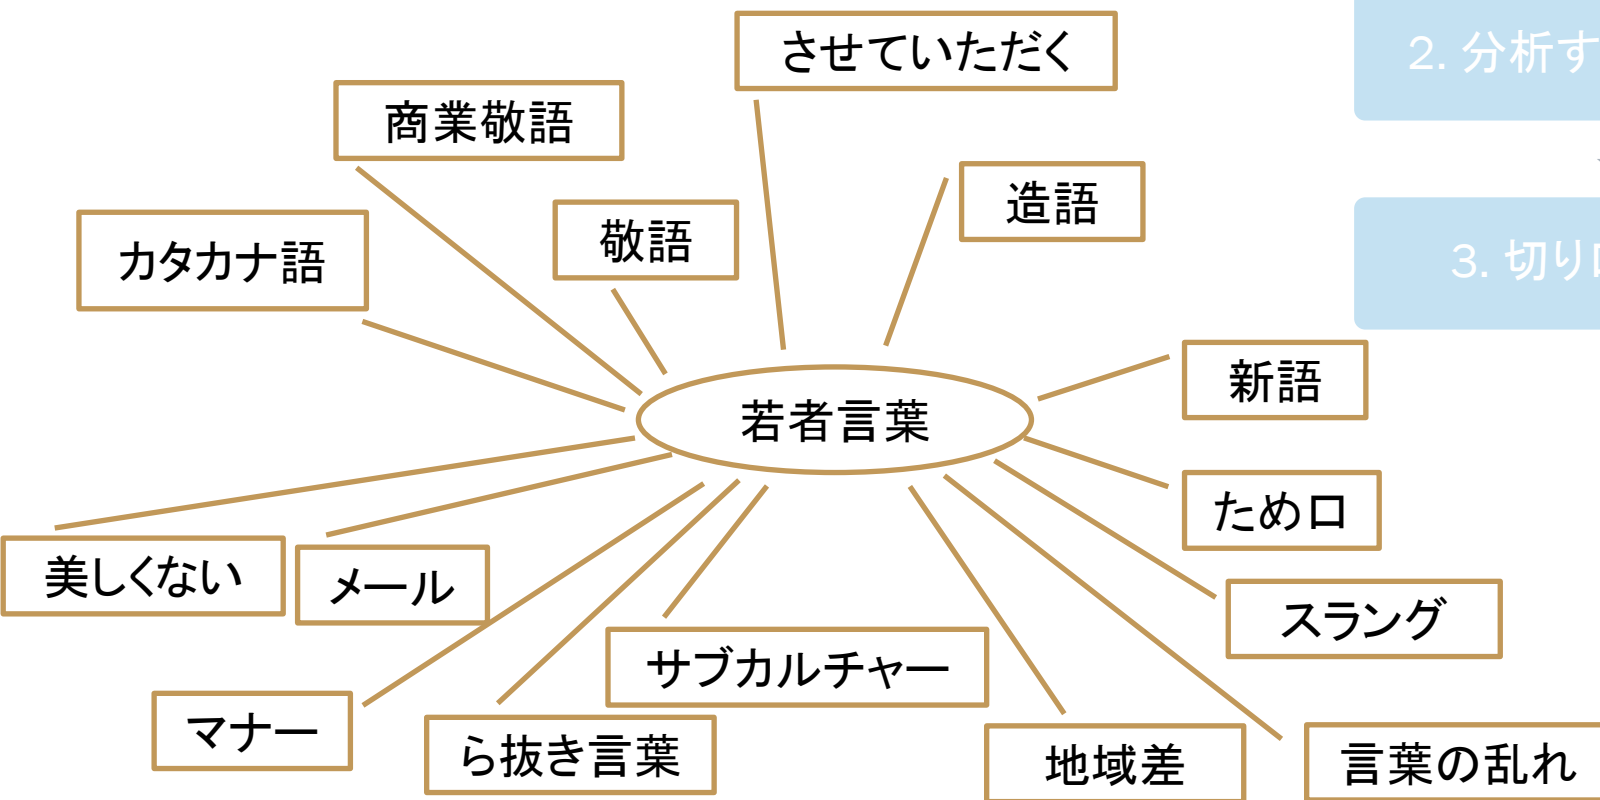 させていただく
2. 分析す
商業敬語
造語
敬語
カタカナ語
3. 切り
新語
若者言葉
ため口
美しくない
メール
スラング
サブカルチャー
マナー
ら抜き言葉
地域差
言葉の乱れ